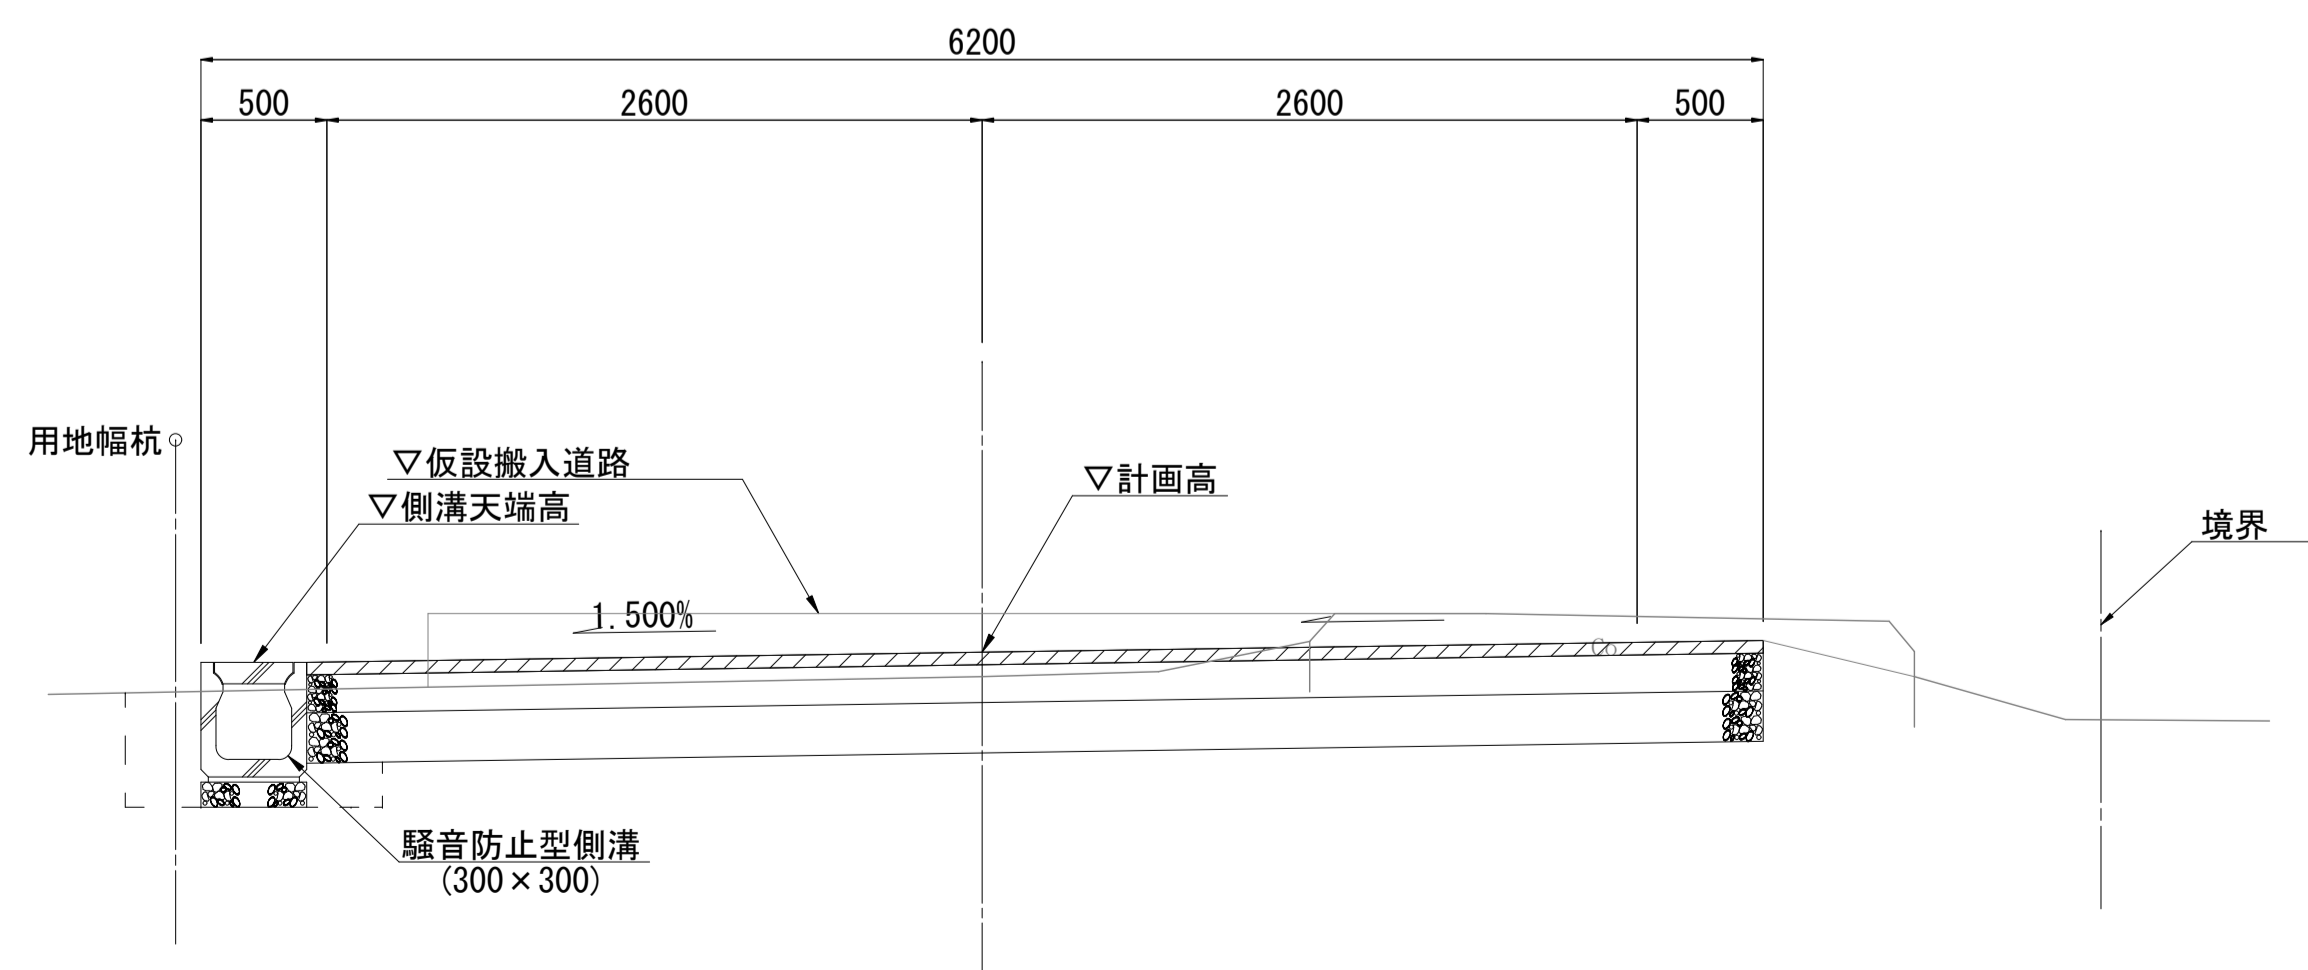 6200
500
2600
2600
500
用地幅杭
▽仮設搬入道路
▽側溝天端高
▽計画高
境界
1.500%
Co
騒音防止型側溝
(300×300)